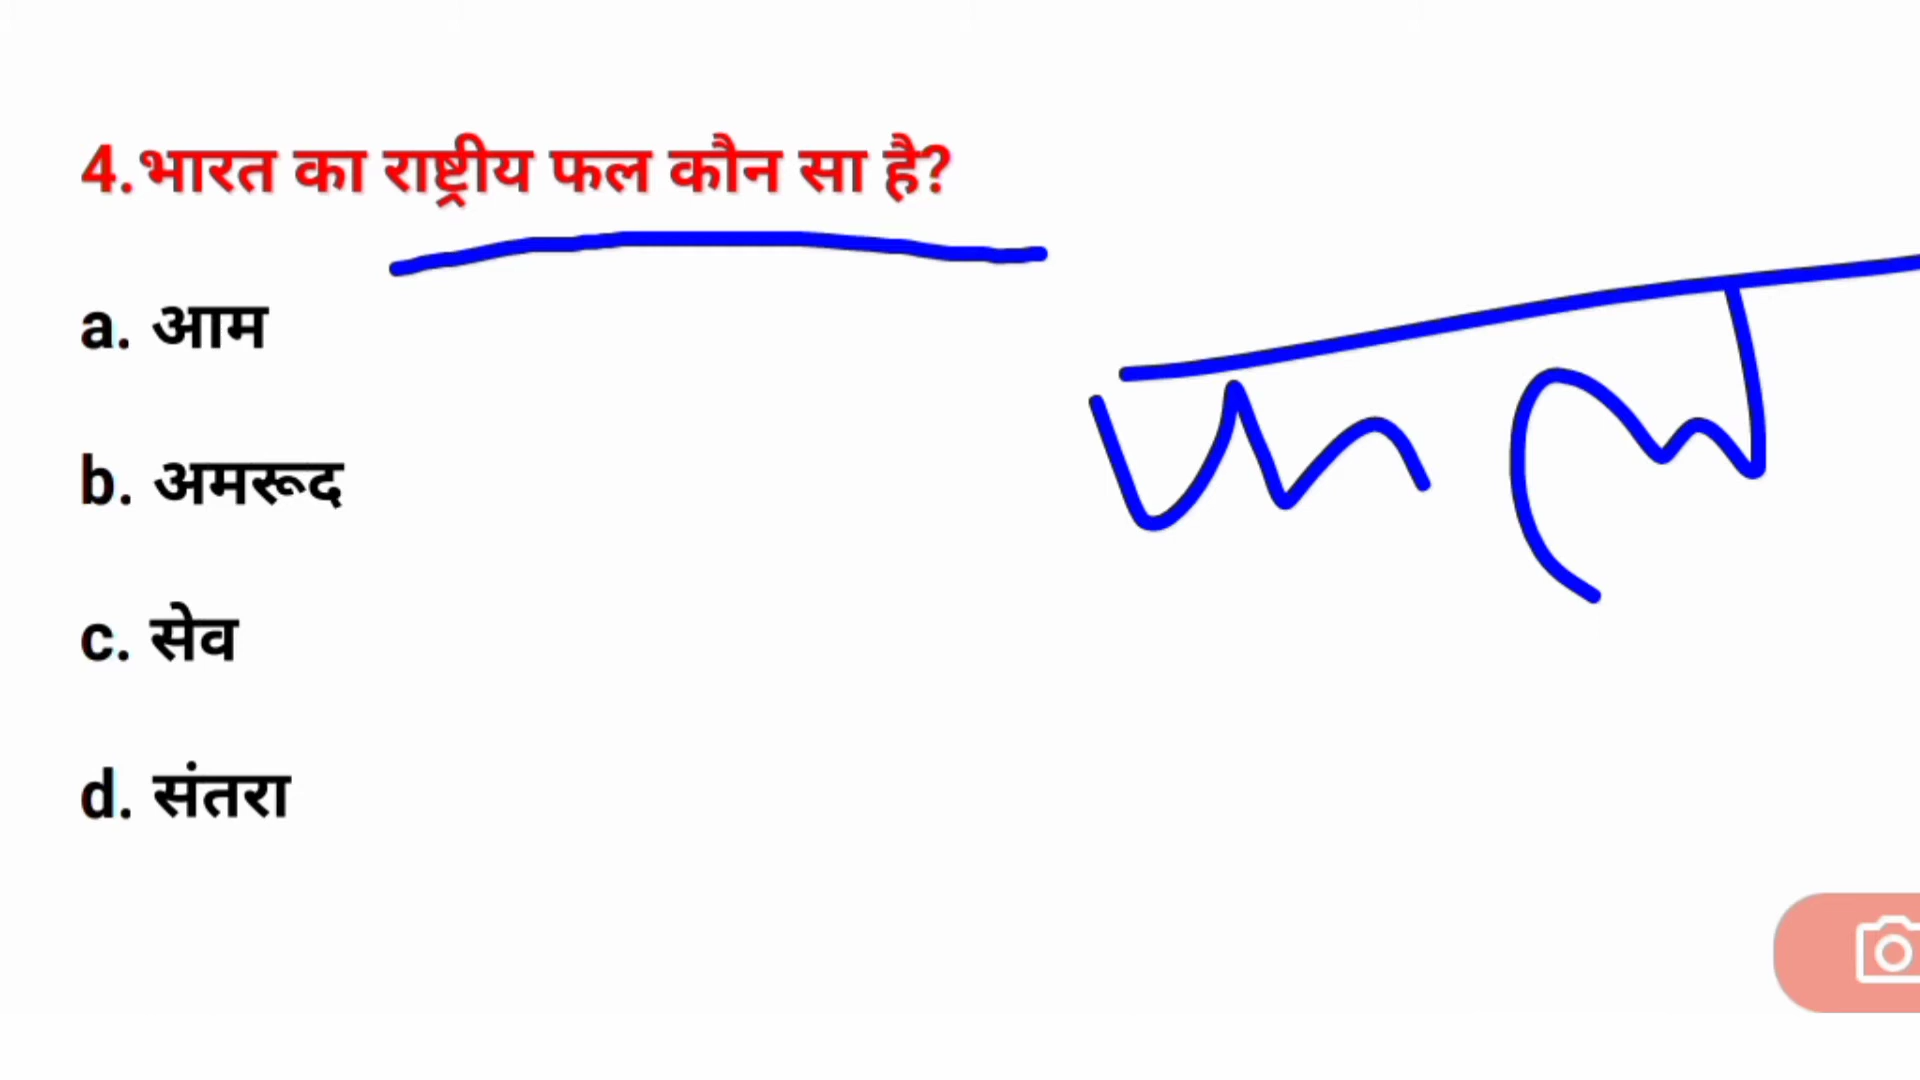 4.भारत का राष्ट्रीय फल कौन सा है?
a. आम
फल
b. अमरूद
c. सेव
d. संतरा